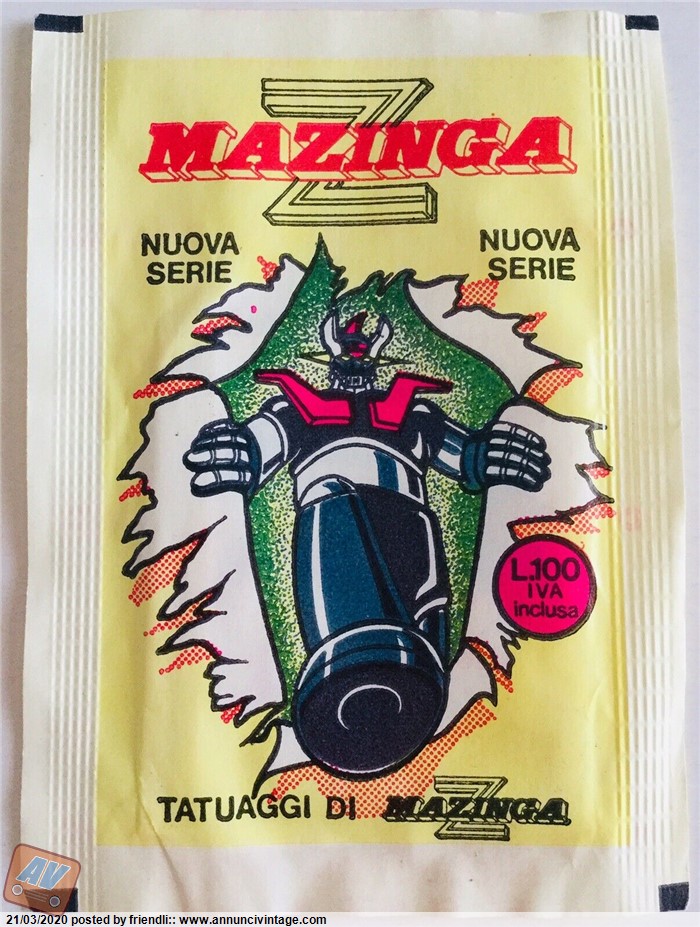 MAZINGA
Z
NUOVA
SERIE
NUOVA
SERIE
L.100
IVA
inclusa
TATUAGGI DI MAZINGA
Z
AV
21/03/2020 posted by friendli:: www.annuncivintage.com